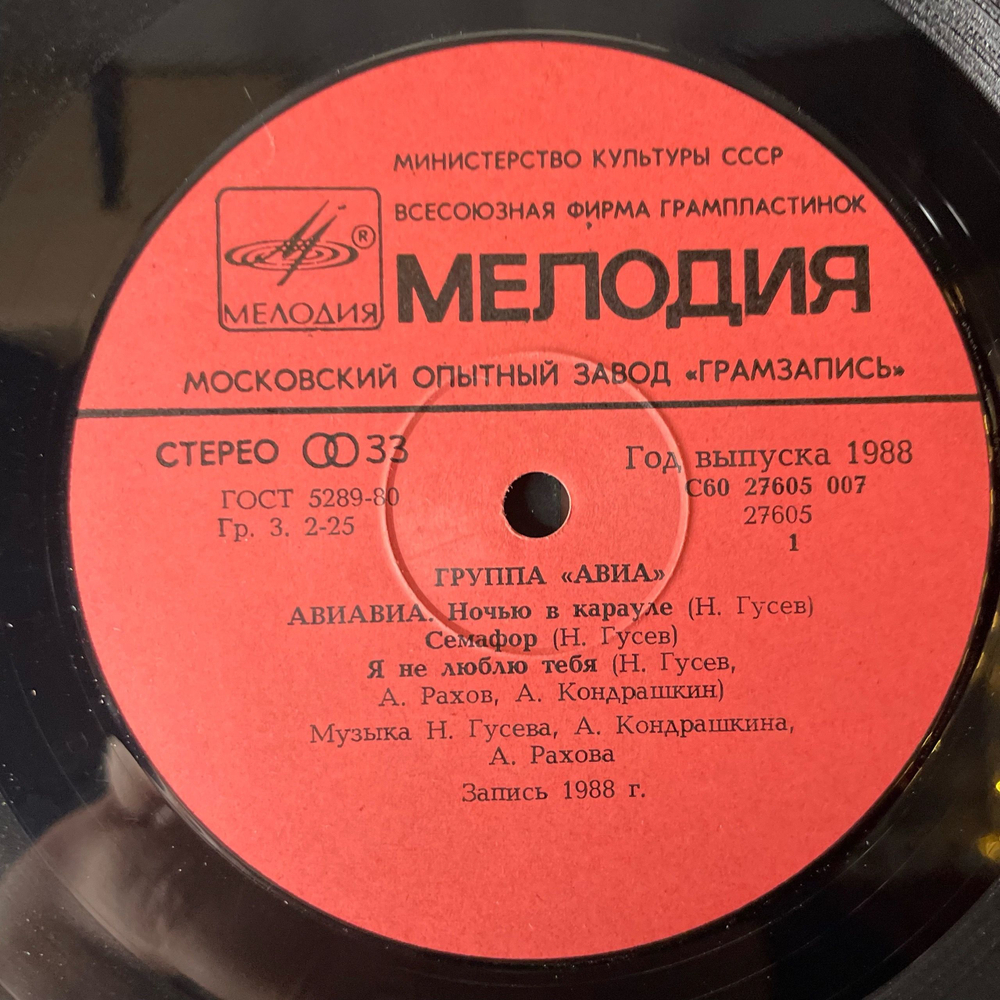 МИНИСТЕРСТВО КУЛЬТУРЫ СССР
ВСЕСОЮЗНАЯ ФИРМА ГРАМПЛАСТИНОК
МЕЛОДИЯ ®
МЕЛОДИЯ
МОСКОВСКИЙ ОПЫТНЫЙ ЗАВОД «ГРАМЗАПИСЬ»
СТЕРЕО 33
Год выпуска 1988
ГОСТ 5289-80
С60 27605 007
Гр. 3. 2-25
27605
1
ГРУППА «АВИА»
АВИАВИА. Ночью в карауле (Н. Гусев)
Семафор (Н. Гусев)
Я не люблю тебя (Н. Гусев,
А. Рахов, А. Кондрашкин)
Музыка Н. Гусева, А. Кондрашкина,
А. Рахова
Запись 1988 г.